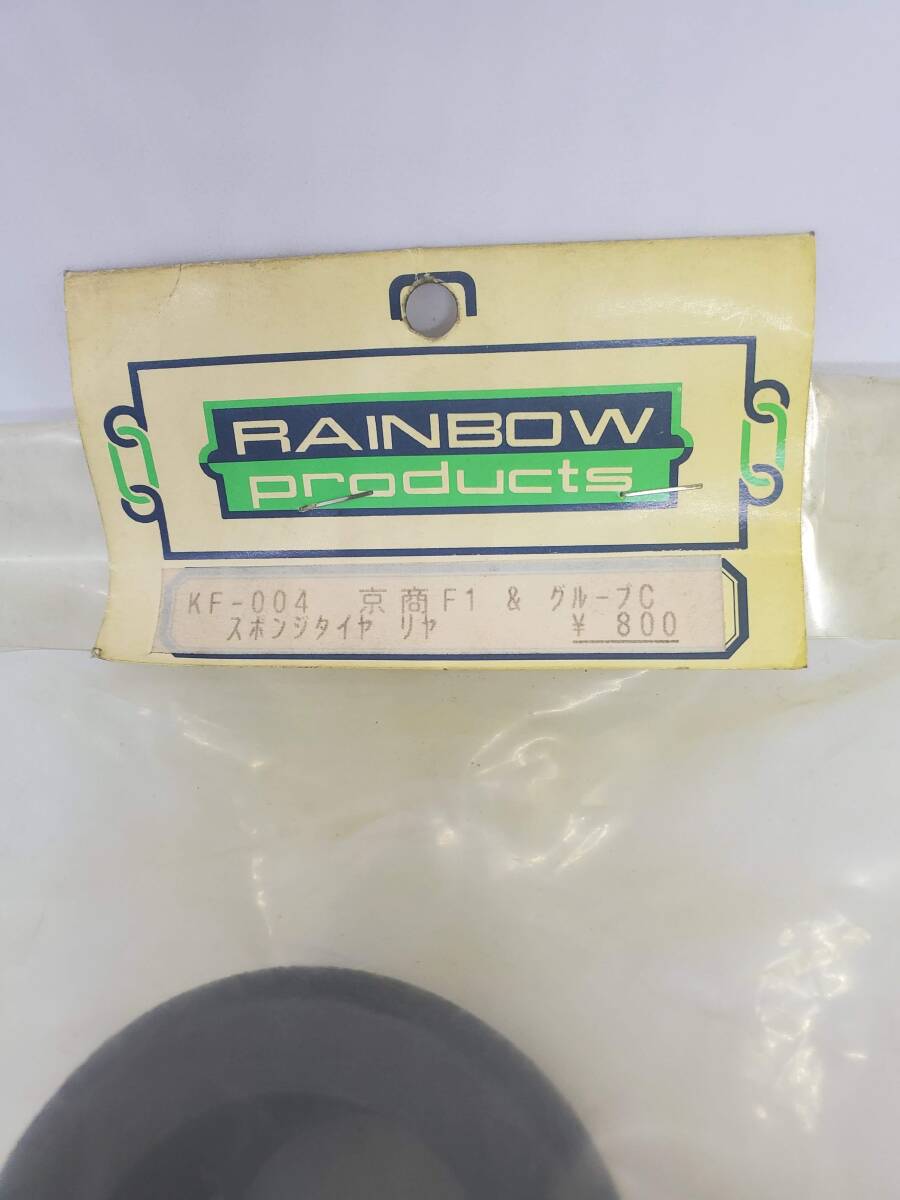 RAINBOW
products
KF-004 京商F1 & グループC
スポンジタイヤ リヤ ¥ 800